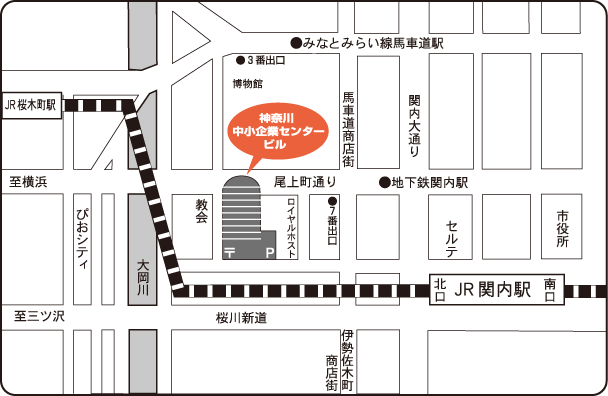 ●みなとみらい線馬車道駅
●3番出口
博物館
JR桜木町駅
神奈川
中小企業センター
ビル
馬車道商店街
関内大通り
至横浜
尾上町通り
●地下鉄関内駅
ぴおシティ
教会
ロイヤルホスト
●7番出口
セルテ
市役所
〒
P
大岡川
北口
JR関内駅
南口
至三ツ沢
桜川新道
伊勢佐木町
商店街